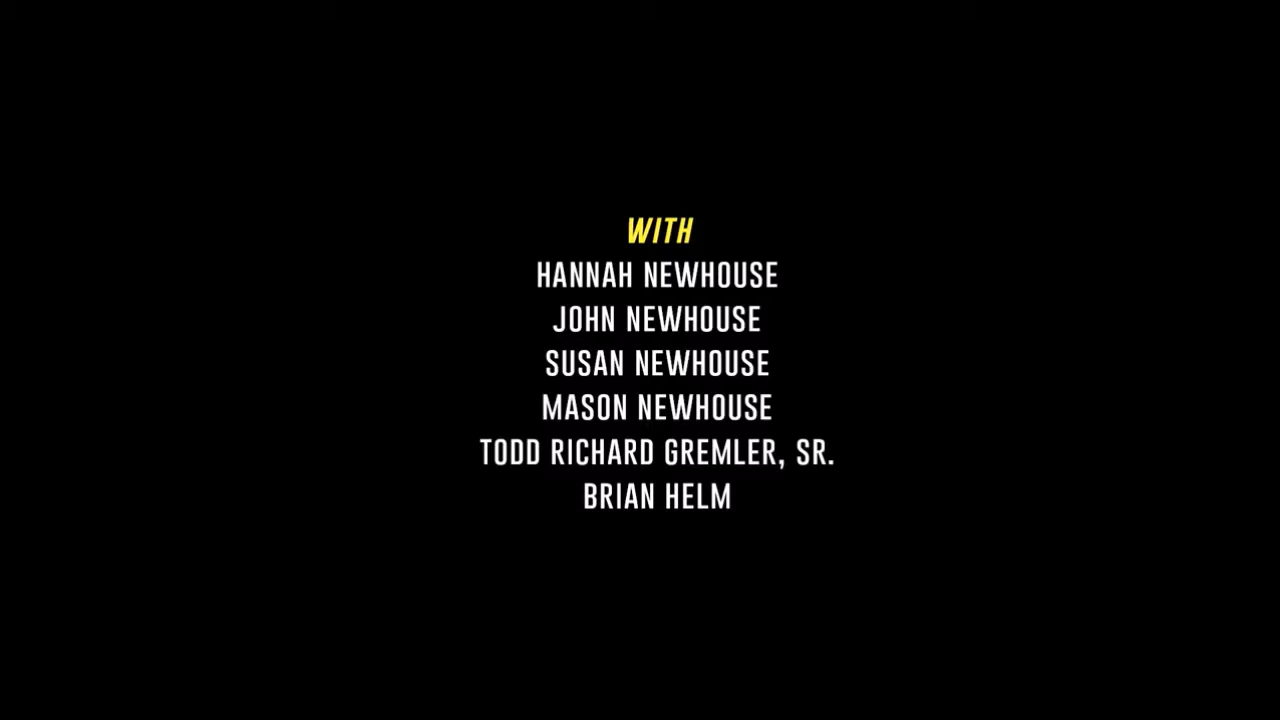 WITH
HANNAH NEWHOUSE
JOHN NEWHOUSE
SUSAN NEWHOUSE
MASON NEWHOUSE
TODD RICHARD GREMLER, SR.
BRIAN HELM